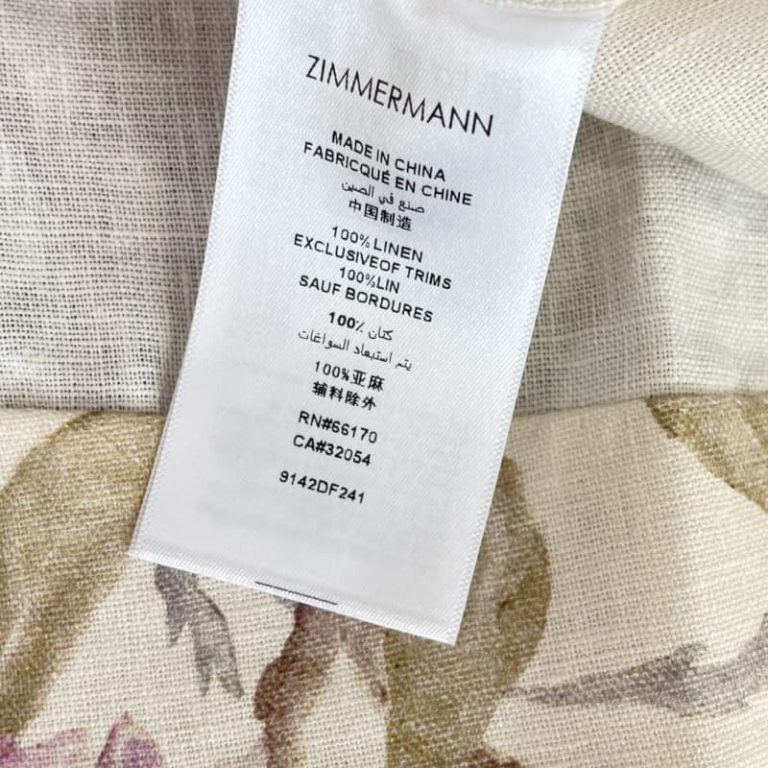 ZIMMERMANN
MADE IN CHINA
FABRIQUÉ EN CHINE
صنع في الصين
中国制造
100% LINEN
EXCLUSIVEOF TRIMS
100%LIN
SAUF BORDURES
100٪ كتان
يتم استبعاد السواغات
100%亚麻
辅料除外
RN#66170
CA#32054
9142DF241